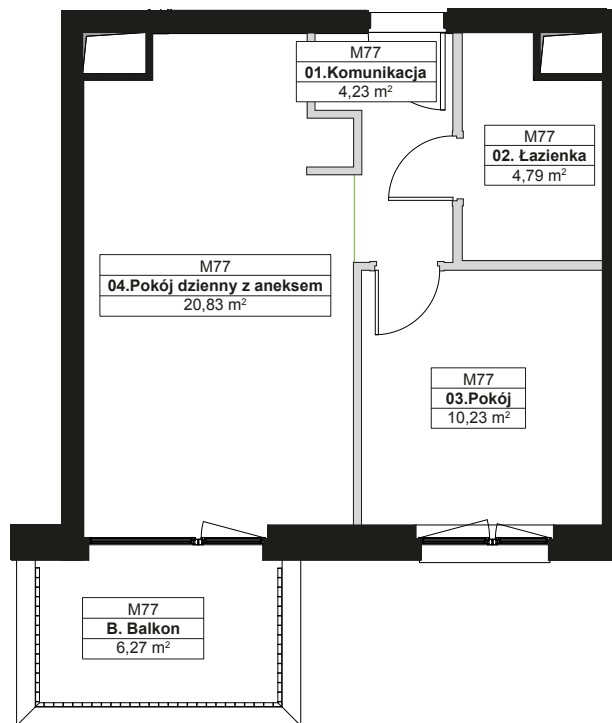 M77
01.Komunikacja
4,23 m²
M77
02. Łazienka
4,79 m²
M77
04.Pokój dzienny z aneksem
20,83 m²
M77
03.Pokój
10,23 m²
M77
B. Balkon
6,27 m²